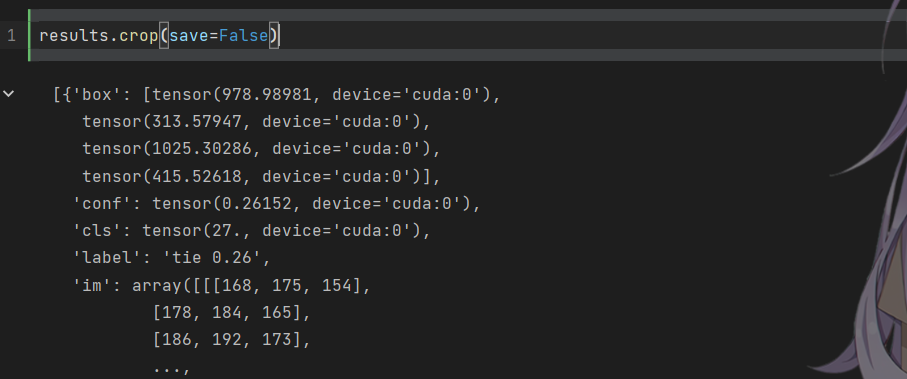 1 results.crop(save=False)
[{'box': [tensor(978.98981, device='cuda:0'),
tensor(313.57947, device='cuda:0'),
tensor(1025.30286, device='cuda:0'),
tensor(415.52618, device='cuda:0')],
'conf': tensor(0.26152, device='cuda:0'),
'cls': tensor(27., device='cuda:0'),
'label': 'tie 0.26',
'im': array([[[168, 175, 154],
[178, 184, 165],
[186, 192, 173],
...,